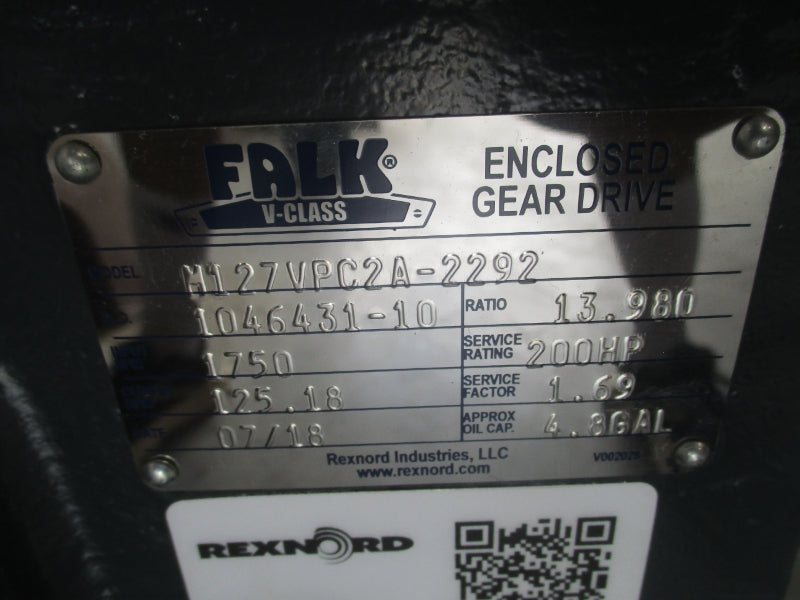 FALK®
V-CLASS
ENCLOSED
GEAR DRIVE
MODEL M127VPC2A-2292
1046431-10
RATIO 13.980
1750
SERVICE
RATING 200HP
125.18
SERVICE
FACTOR 1.69
07/18
APPROX
OIL CAP. 4.8GAL
Rexnord Industries, LLC
www.rexnord.com
REXNORD